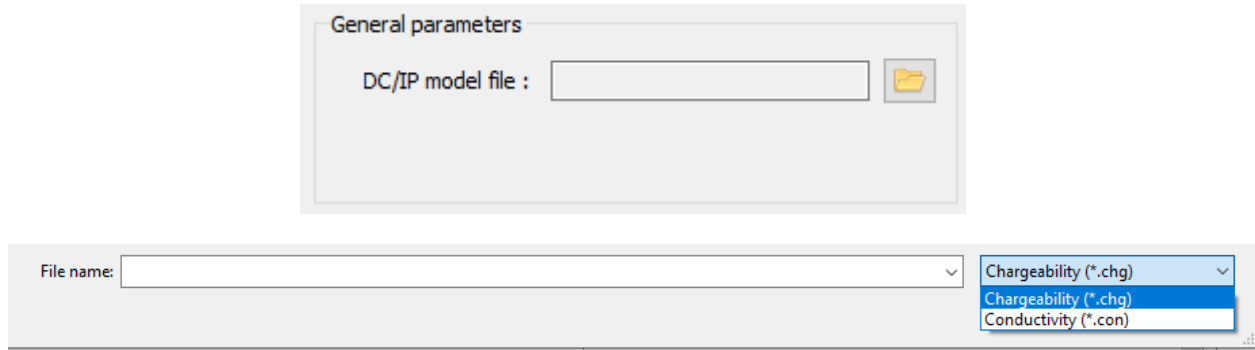 General parameters
DC/IP model file :
File name:
Chargeability (*.chg)
Chargeability (*.chg)
Conductivity (*.con)